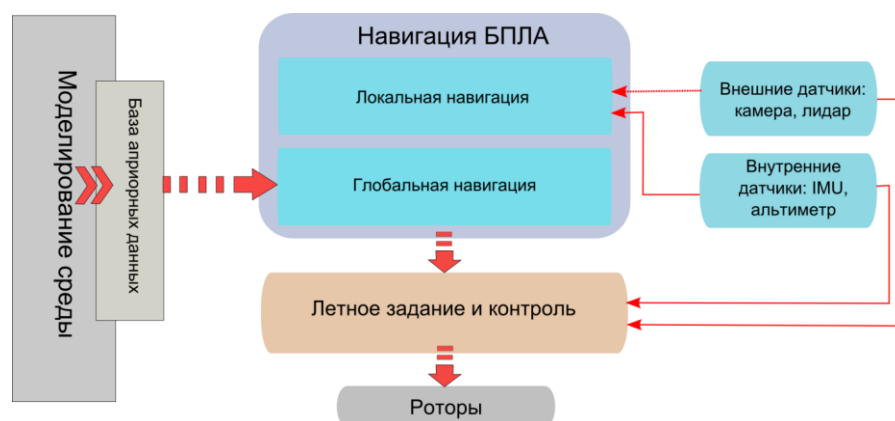 Моделирование среды
База априорных данных
Навигация БПЛА
Локальная навигация
Глобальная навигация
Внешние датчики:
камера, лидар
Внутренние
датчики: IMU,
альтиметр
Летное задание и контроль
Роторы